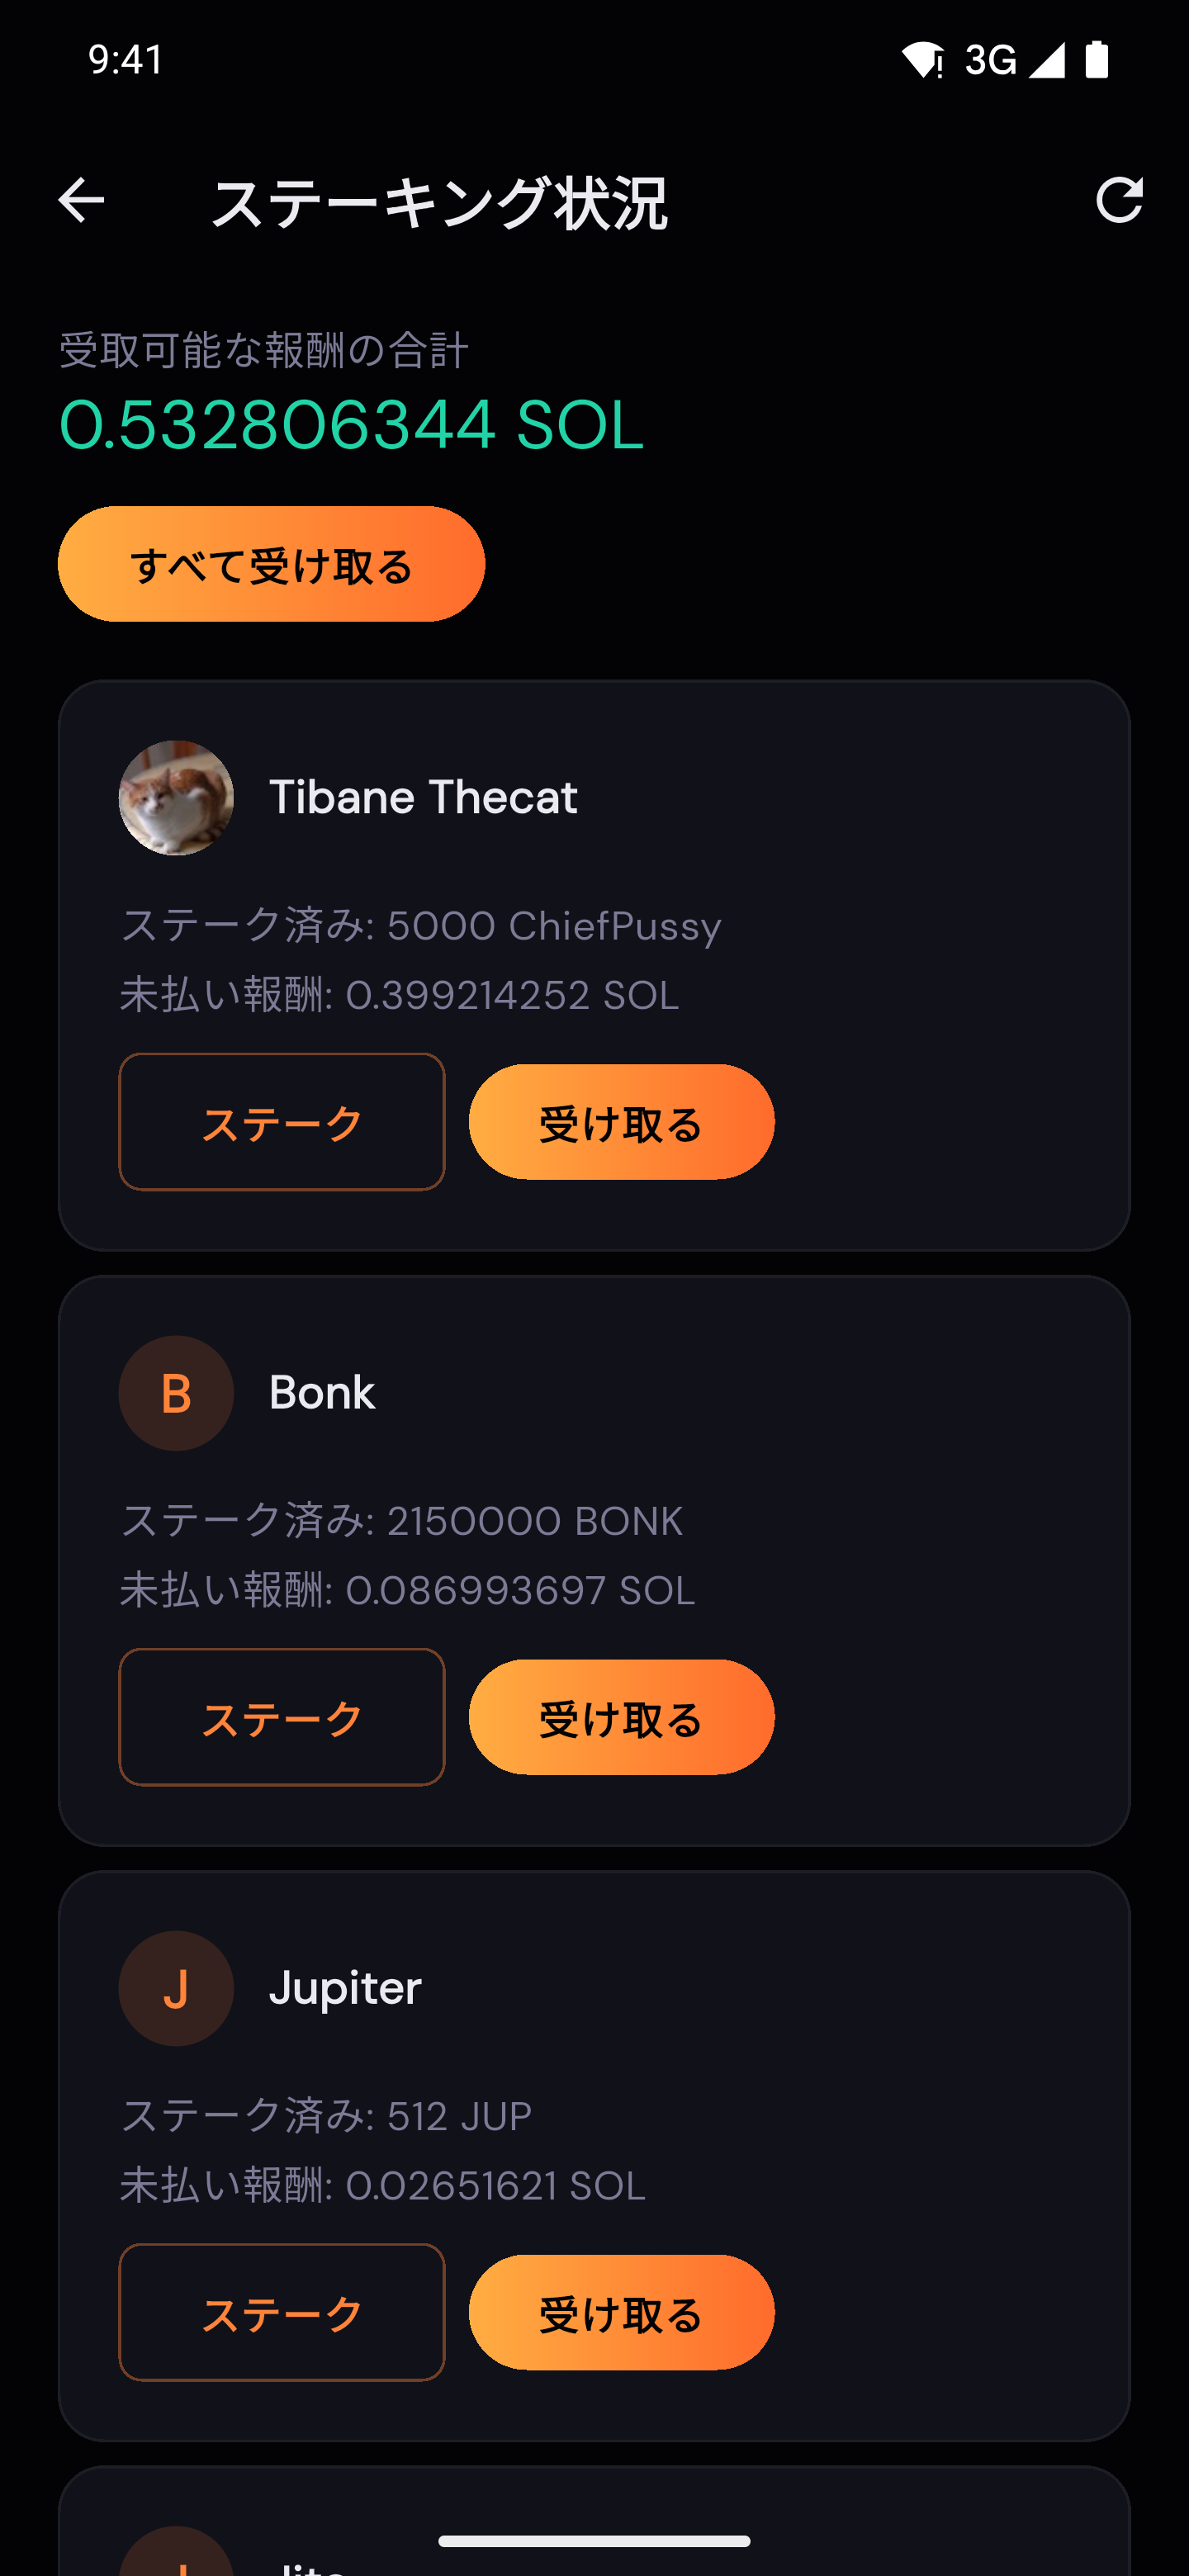 9:41
3G
ステーキング状況
受取可能な報酬の合計
0.532806344 SOL
すべて受け取る
Tibane Thecat
ステーク済み: 5000 ChiefPussy
未払い報酬: 0.399214252 SOL
ステーク
受け取る
B
Bonk
ステーク済み: 2150000 BONK
未払い報酬: 0.086993697 SOL
ステーク
受け取る
J
Jupiter
ステーク済み: 512 JUP
未払い報酬: 0.02651621 SOL
ステーク
受け取る